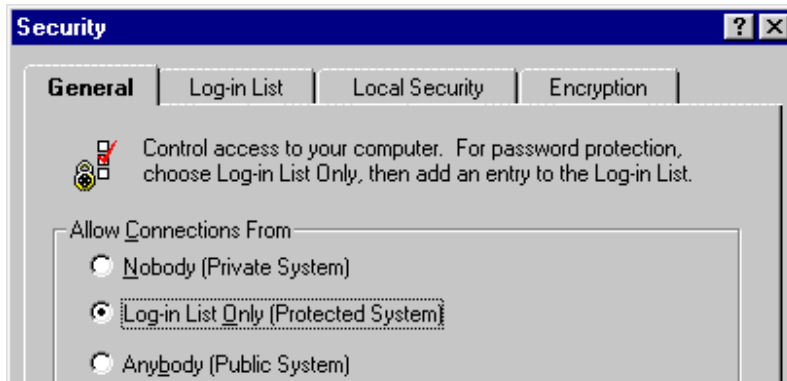 Security
General Log-in List Local Security Encryption
Control access to your computer. For password protection,
choose Log-in List Only, then add an entry to the Log-in List.
Allow Connections From
Nobody (Private System)
Log-in List Only (Protected System)
Anybody (Public System)